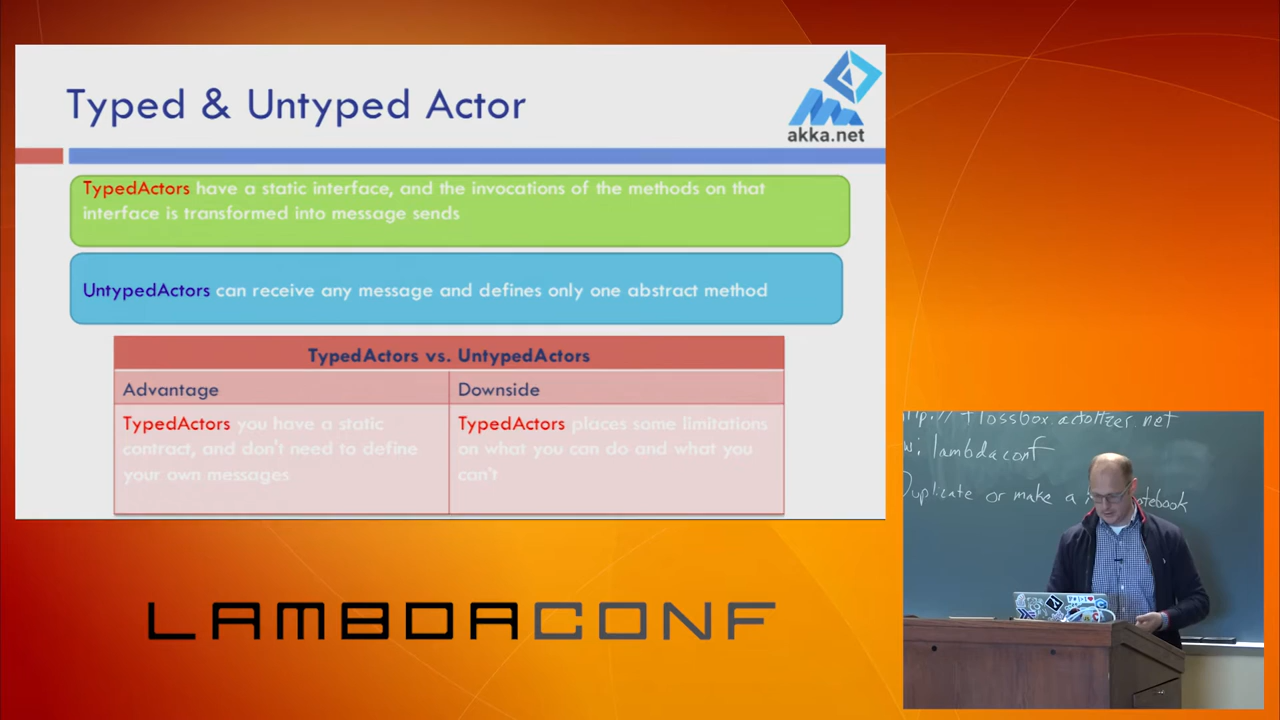 Typed & Untyped Actor
akka.net
TypedActors have a static interface, and the invocations of the methods on that
interface is transformed into message sends
UntypedActors can receive any message and defines only one abstract method
TypedActors vs. UntypedActors
Advantage
Downside
TypedActors you have a static
contract, and don't need to define
your own messages
TypedActors places some limitations
on what you can do and what you
can't
flossbox.actoltzer.net
lambdaconf
Duplicate or make a
notebook
LAMBDACONF